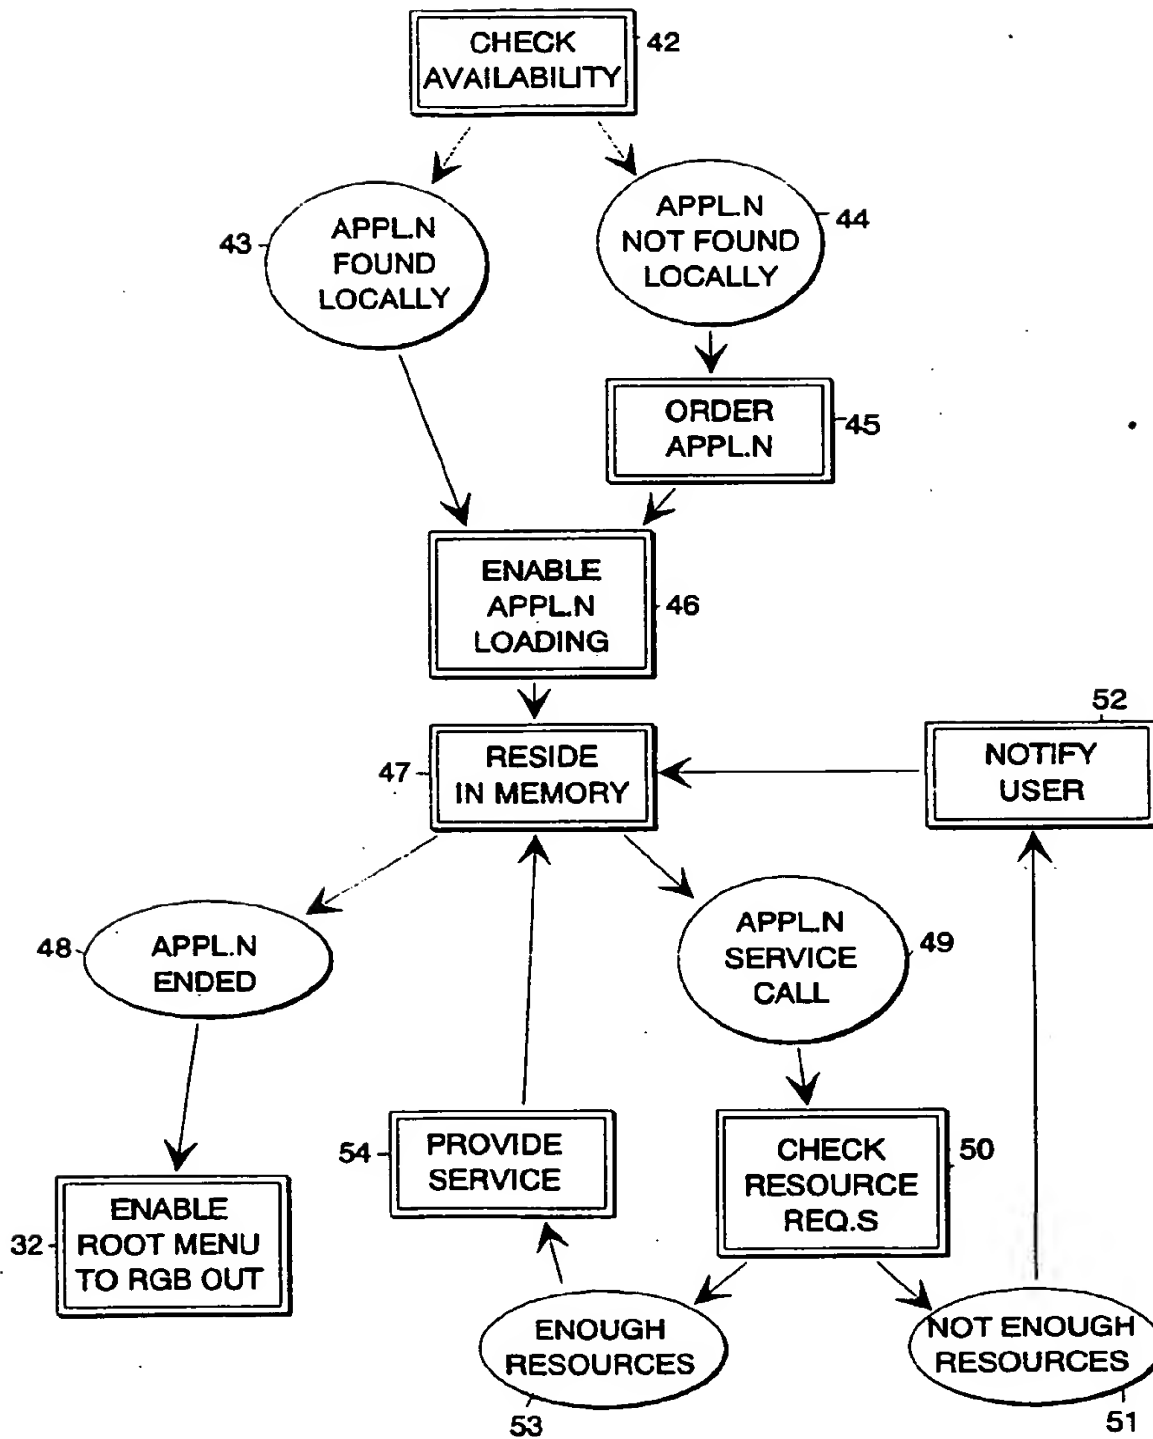 CHECK
AVAILABILITY
42
APPL.N
FOUND
LOCALLY
43
APPL.N
NOT FOUND
LOCALLY
44
ORDER
APPL.N
45
ENABLE
APPL.N
LOADING
46
RESIDE
IN MEMORY
47
NOTIFY
USER
52
APPL.N
ENDED
48
APPL.N
SERVICE
CALL
49
PROVIDE
SERVICE
54
CHECK
RESOURCE
REQ.S
50
ENABLE
ROOT MENU
TO RGB OUT
32
ENOUGH
RESOURCES
53
NOT ENOUGH
RESOURCES
51